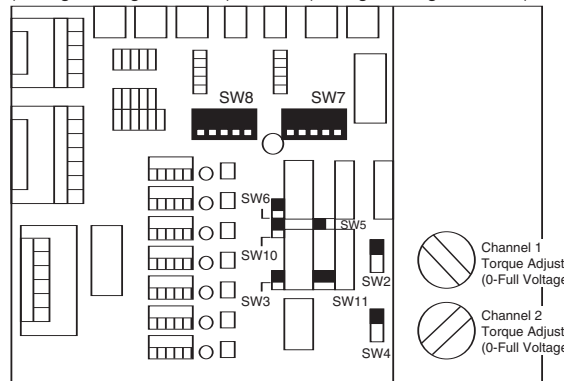 SW8
SW7
SW6
SW5
SW10
SW2
SW3
SW11
SW4
Channel 1
Torque Adjust
(0-Full Voltage
Channel 2
Torque Adjust
(0-Full Voltage